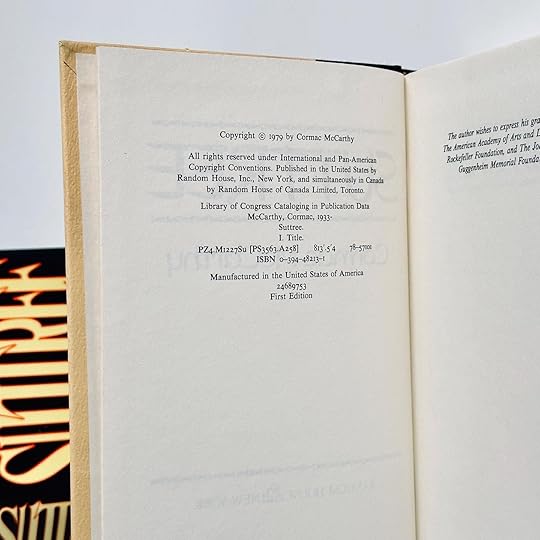 Copyright © 1979 by Cormac McCarthy
All rights reserved under International and Pan-American
Copyright Conventions. Published in the United States by
Random House, Inc., New York, and simultaneously in Canada
by Random House of Canada Limited, Toronto.
Library of Congress Cataloging in Publication Data
McCarthy, Cormac, 1933-
Suttree.
I. Title.
PZ4.M1227Su [PS3563.A258] 813'.5'4 78-57101
ISBN 0-394-48213-1
Manufactured in the United States of America
24689753
First Edition
The author wishes to express his
The American Academy of Arts and
Rockefeller Foundation, and The
Guggenheim Memorial
SUTTREE